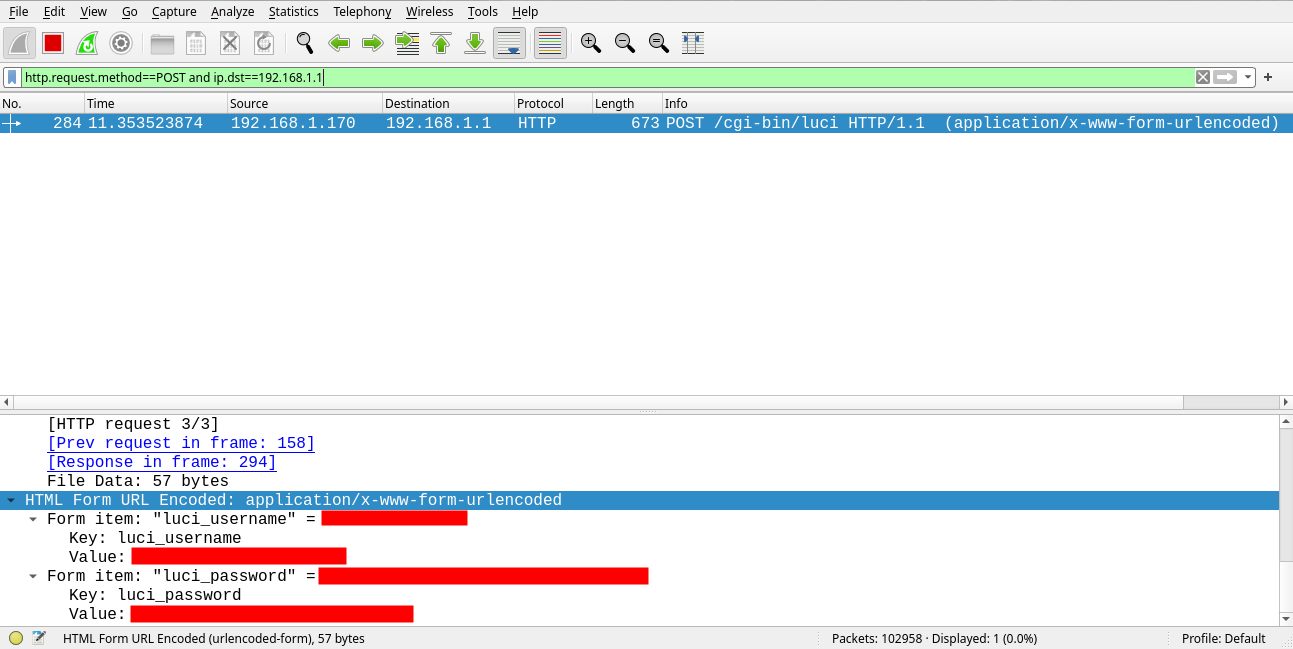 File Edit View Go Capture Analyze Statistics Telephony Wireless Tools Help
http.request.method==POST and ip.dst==192.168.1.1
No. Time Source Destination Protocol Length Info
284 11.353523874 192.168.1.170 192.168.1.1 HTTP 673 POST /cgi-bin/luci HTTP/1.1 (application/x-www-form-urlencoded)
[HTTP request 3/3]
[Prev request in frame: 158]
[Response in frame: 294]
File Data: 57 bytes
HTML Form URL Encoded: application/x-www-form-urlencoded
Form item: "luci_username" =
Key: luci_username
Value:
Form item: "luci_password" =
Key: luci_password
Value:
HTML Form URL Encoded (urlencoded-form), 57 bytes Packets: 102958 · Displayed: 1 (0.0%) Profile: Default